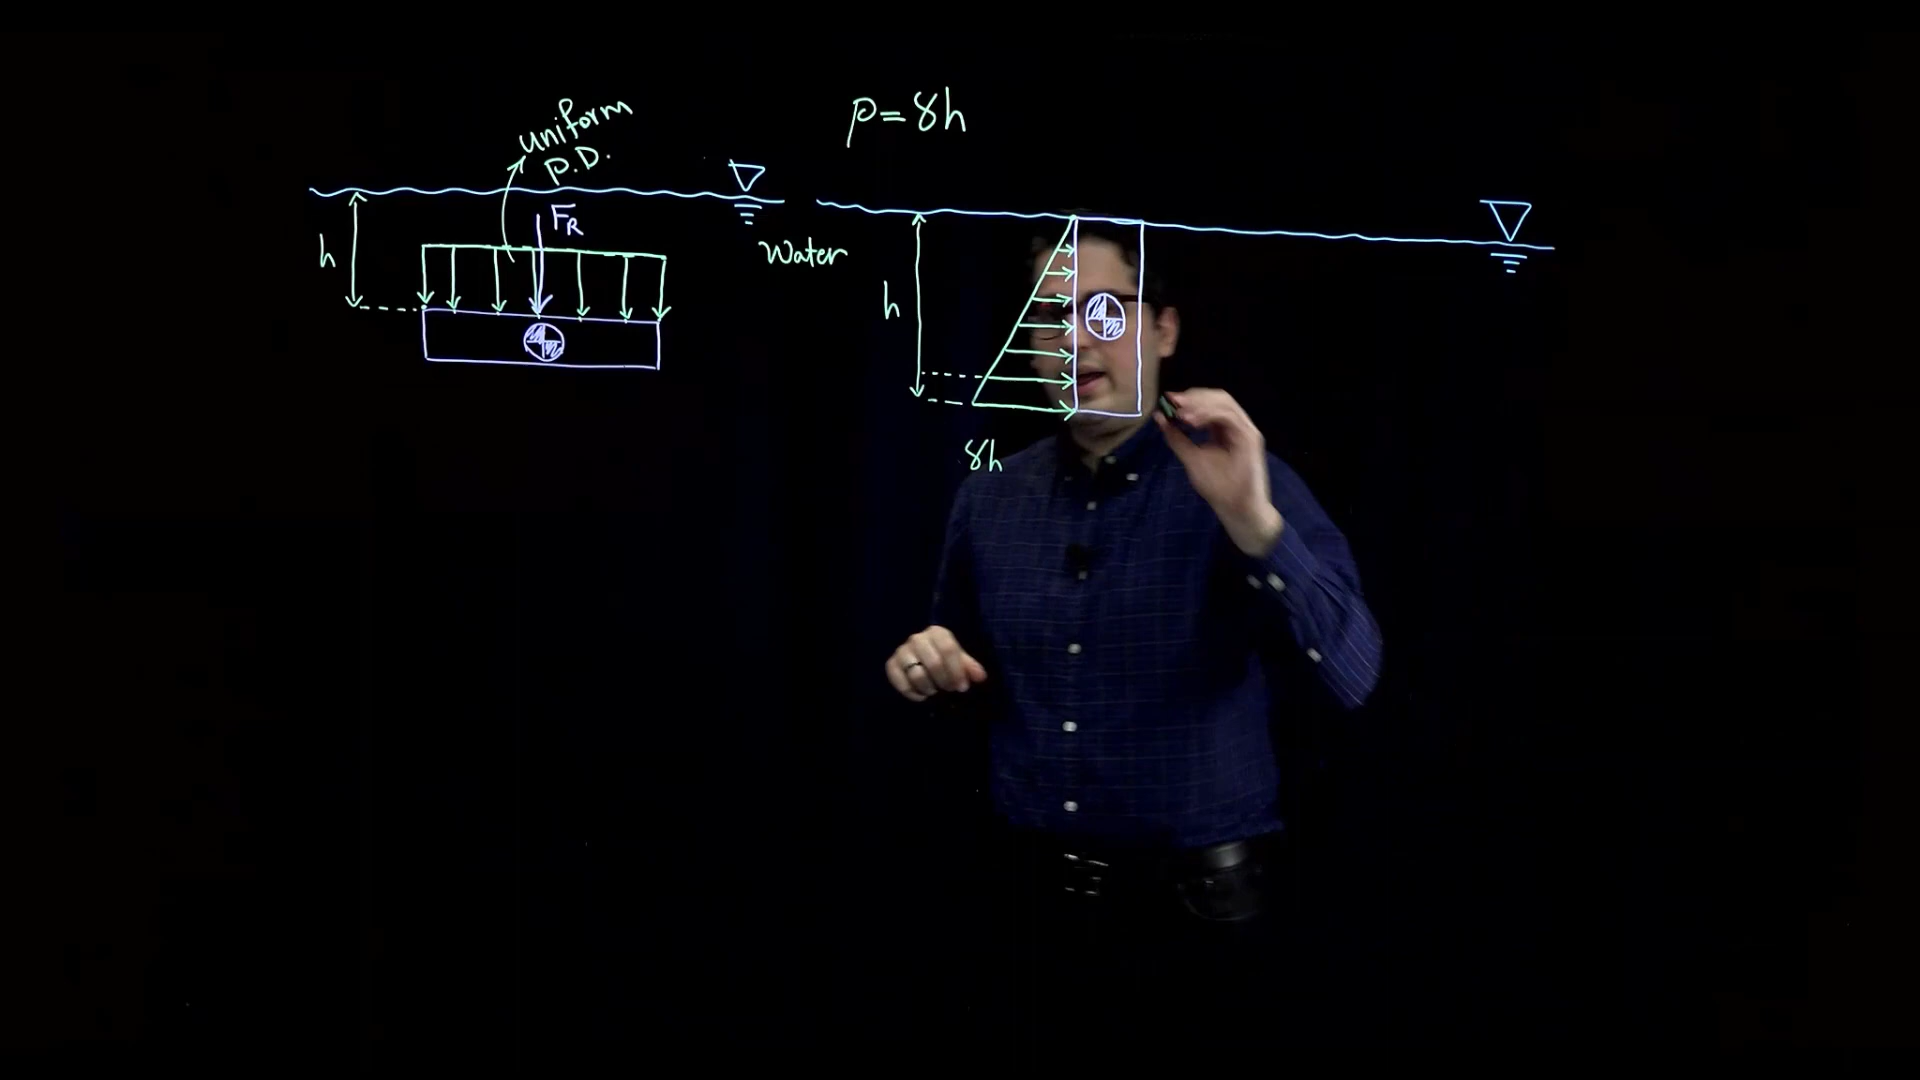 uniform
P.D.
p=γh
F_R
h
Water
h
γh